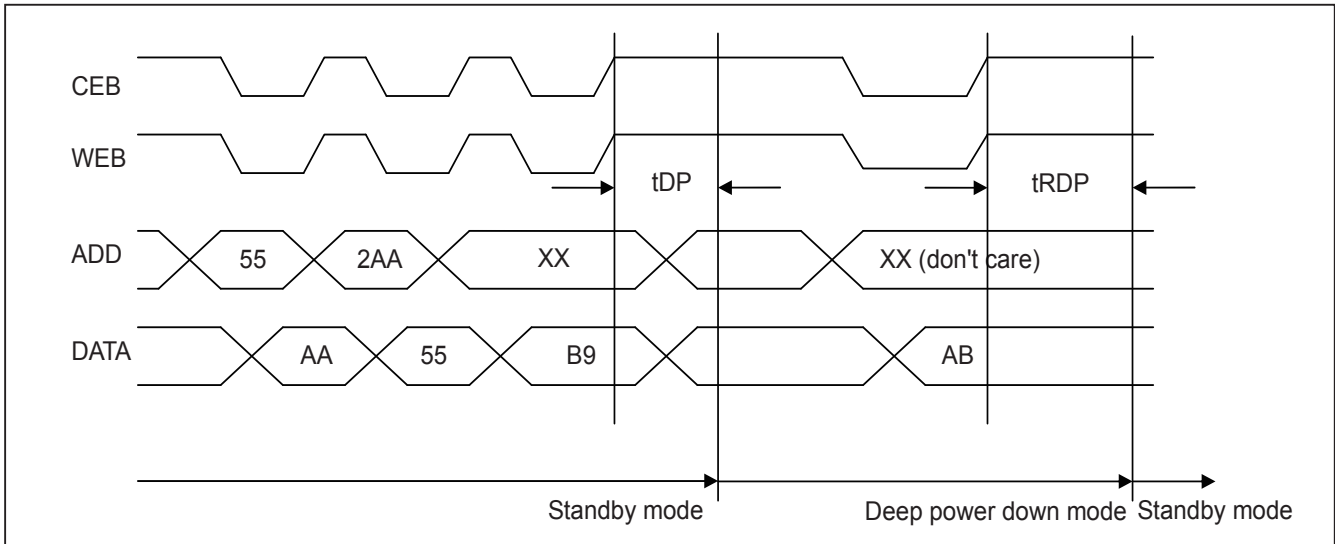 CEB
WEB
tDP
tRDP
ADD
55
2AA
XX
XX (don't care)
DATA
AA
55
B9
AB
Standby mode
Deep power down mode
Standby mode